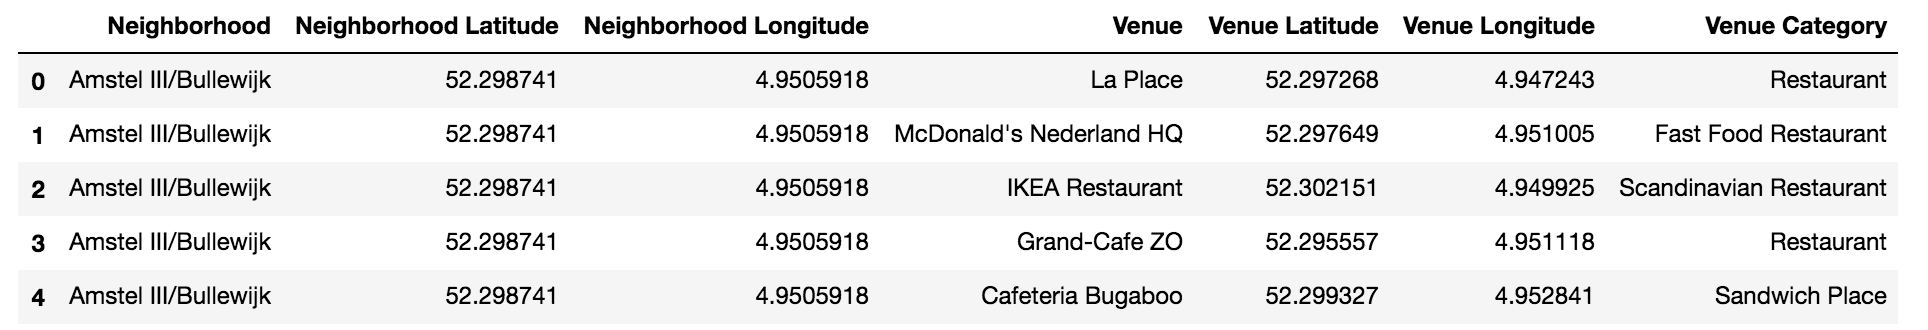 Neighborhood Neighborhood Latitude Neighborhood Longitude Venue Venue Latitude Venue Longitude Venue Category
0 Amstel III/Bullewijk 52.298741 4.9505918 La Place 52.297268 4.947243 Restaurant
1 Amstel III/Bullewijk 52.298741 4.9505918 McDonald's Nederland HQ 52.297649 4.951005 Fast Food Restaurant
2 Amstel III/Bullewijk 52.298741 4.9505918 IKEA Restaurant 52.302151 4.949925 Scandinavian Restaurant
3 Amstel III/Bullewijk 52.298741 4.9505918 Grand-Cafe ZO 52.295557 4.951118 Restaurant
4 Amstel III/Bullewijk 52.298741 4.9505918 Cafeteria Bugaboo 52.299327 4.952841 Sandwich Place